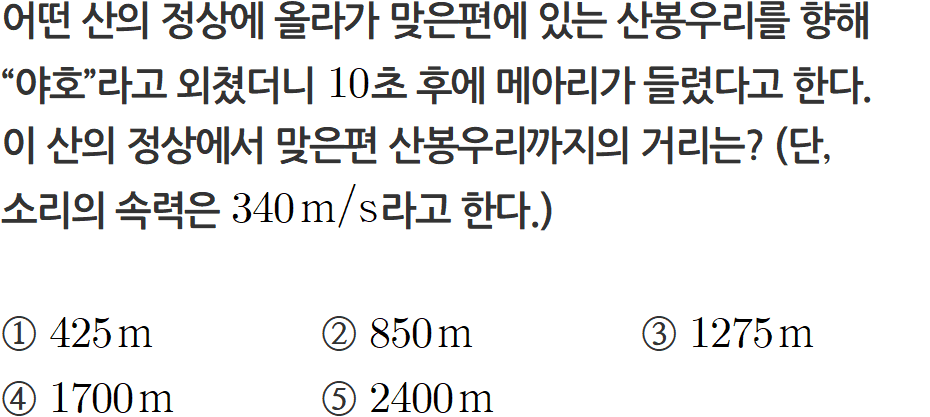 어떤 산의 정상에 올라가 맞은편에 있는 산봉우리를 향해
“야호”라고 외쳤더니 10초 후에 메아리가 들렸다고 한다.
이 산의 정상에서 맞은편 산봉우리까지의 거리는? (단,
소리의 속력은 340 m/s라고 한다.)
① 425 m ② 850 m ③ 1275 m
④ 1700 m ⑤ 2400 m